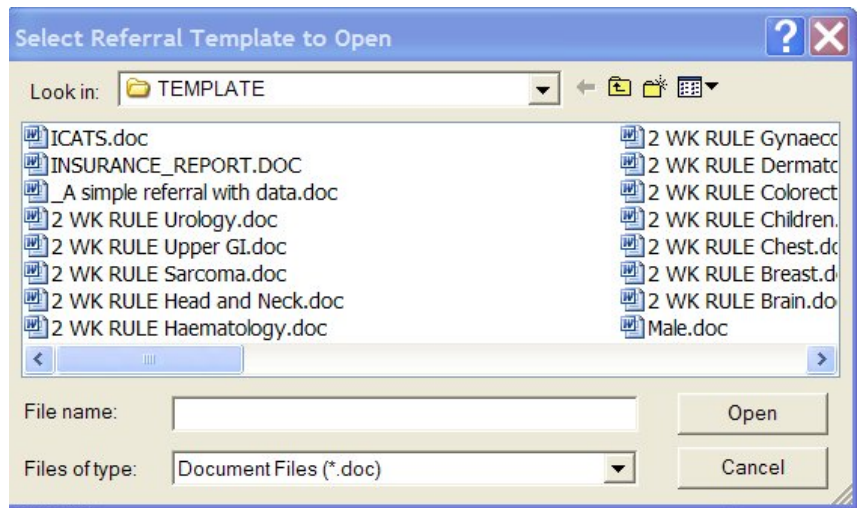 Select Referral Template to Open
Look in: TEMPLATE
ICATS.doc
INSURANCE_REPORT.DOC
_A simple referral with data.doc
2 WK RULE Urology.doc
2 WK RULE Upper GI.doc
2 WK RULE Sarcoma.doc
2 WK RULE Head and Neck.doc
2 WK RULE Haematology.doc
2 WK RULE Gynaecc
2 WK RULE Dermatc
2 WK RULE Colorect
2 WK RULE Children.
2 WK RULE Chest.dc
2 WK RULE Breast.d
2 WK RULE Brain.do
Male.doc
File name:
Open
Files of type: Document Files (*.doc)
Cancel